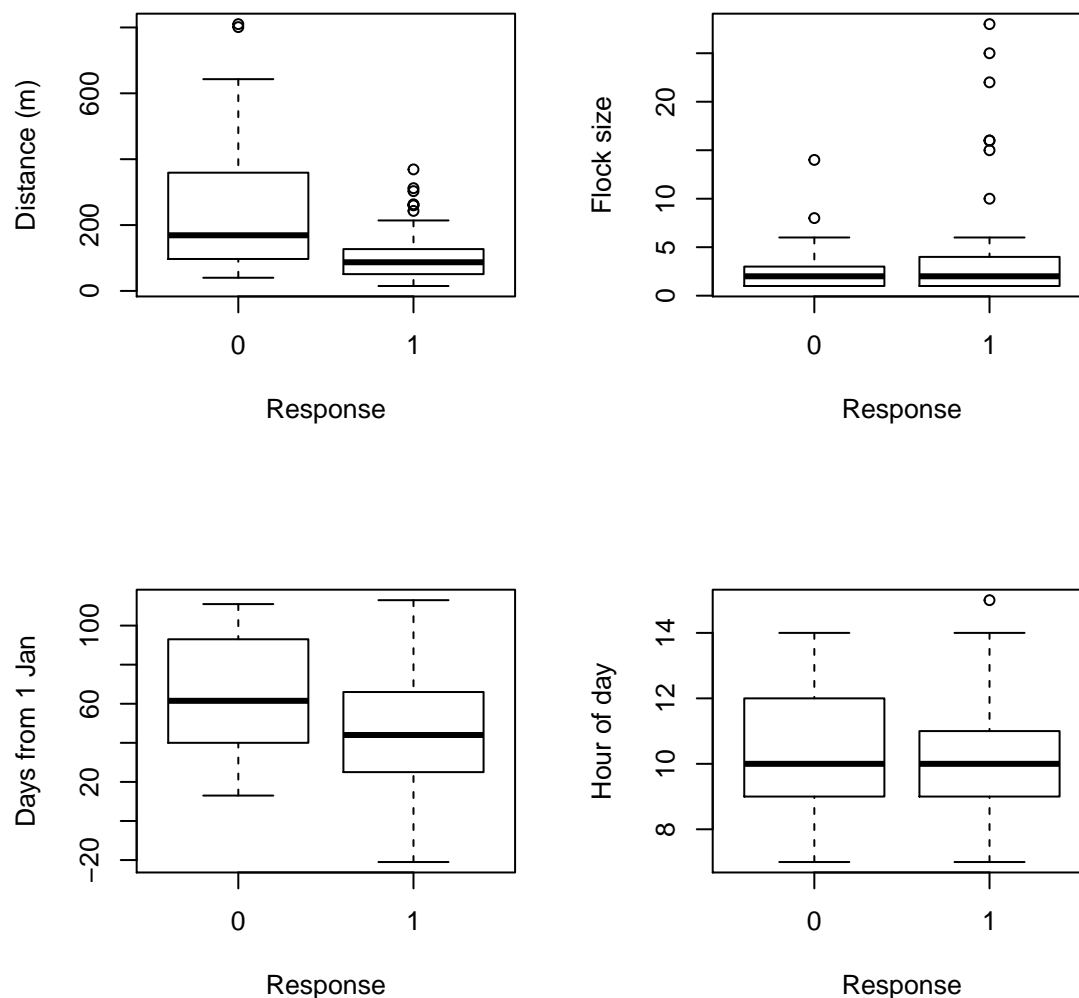 Distance (m)
600
200
0
0
1
Response
Flock size
20
10
5
0
0
1
Response
Days from 1 Jan
100
60
20
−20
0
1
Response
Hour of day
14
12
10
8
0
1
Response